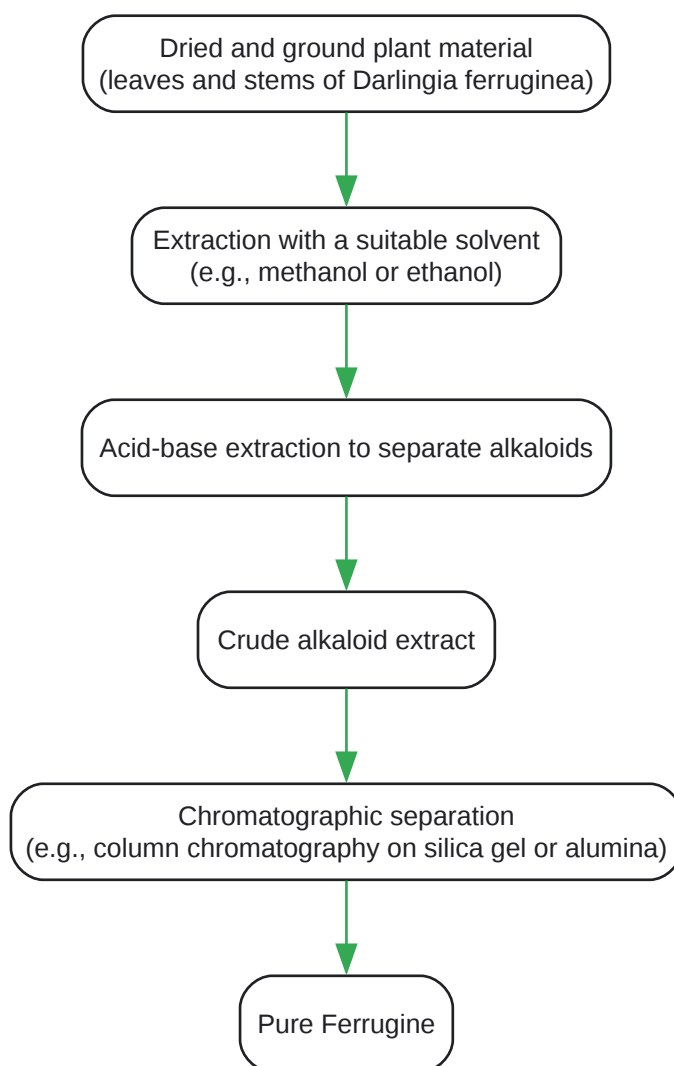 Dried and ground plant material
(leaves and stems of Darlingia ferruginea)
Extraction with a suitable solvent
(e.g., methanol or ethanol)
Acid-base extraction to separate alkaloids
Crude alkaloid extract
Chromatographic separation
(e.g., column chromatography on silica gel or alumina)
Pure Ferrugine